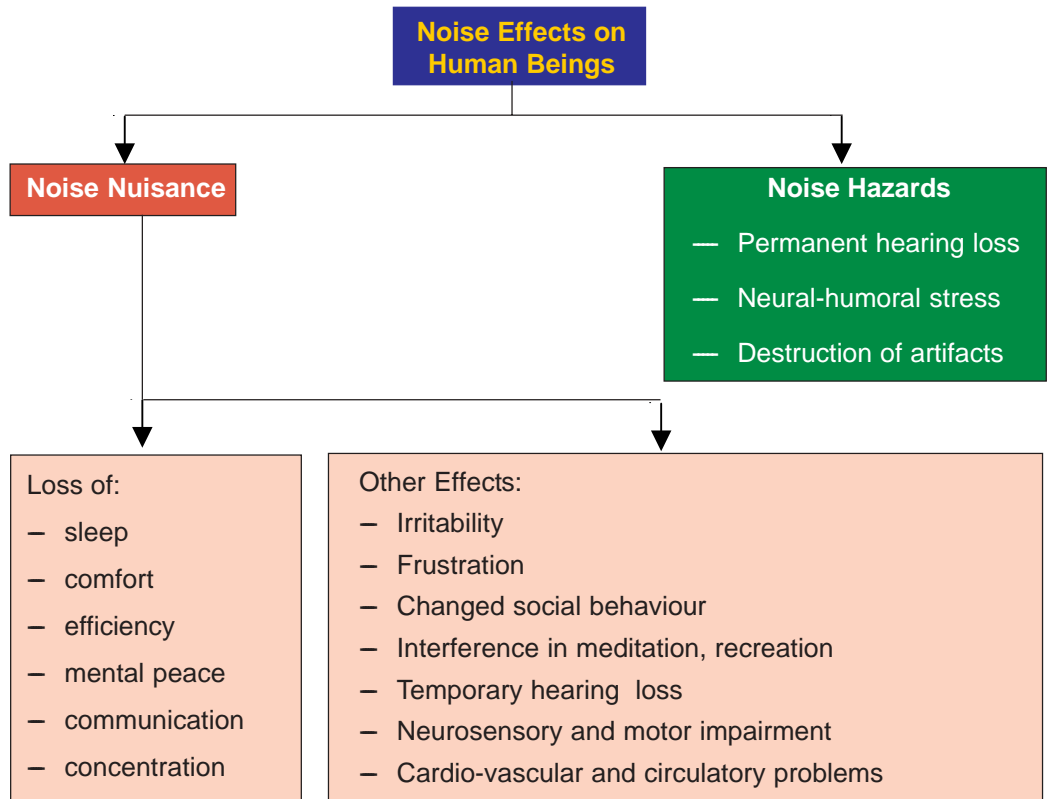 Noise Effects on
Human Beings
Noise Nuisance
Noise Hazards
— Permanent hearing loss
— Neural-humoral stress
— Destruction of artifacts
Loss of:
– sleep
– comfort
– efficiency
– mental peace
– communication
– concentration
Other Effects:
– Irritability
– Frustration
– Changed social behaviour
– Interference in meditation, recreation
– Temporary hearing loss
– Neurosensory and motor impairment
– Cardio-vascular and circulatory problems